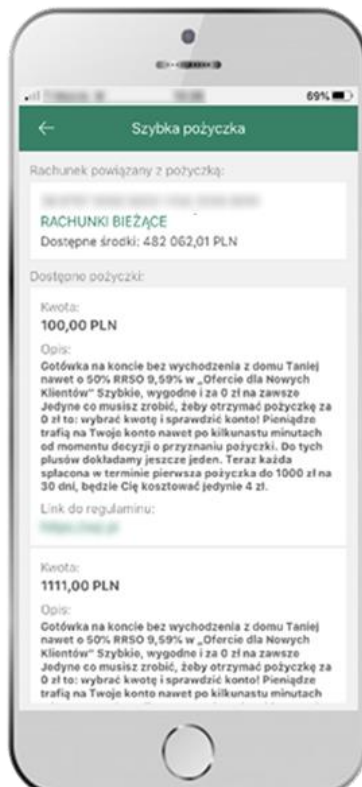 69%
Szybka pożyczka
Rachunek powiązany z pożyczką:
RACHUNKI BIEŻĄCE
Dostępne środki: 482 062,01 PLN
Dostępne pożyczki:
Kwota:
100,00 PLN
Opis:
Gotówka na koncie bez wychodzenia z domu Taniej
nawet o 50% RRSO 9,59% w „Ofercie dla Nowych
Klientów" Szybkie, wygodne i za 0 zł na zawsze
Jedyne co musisz zrobić, żeby otrzymać pożyczkę za
0 zł to: wybrać kwotę i sprawdzić konto! Pieniądze
trafią na Twoje konto nawet po kilkunastu minutach
od momentu decyzji o przyznaniu pożyczki. Do tych
plusów dokładamy jeszcze jeden. Teraz każda
spłacona w terminie pierwsza pożyczka do 1000 zł na
30 dni, będzie Cię kosztować jedynie 4 zł.
Link do regulaminu:
Kwota:
1111,00 PLN
Opis:
Gotówka na koncie bez wychodzenia z domu Taniej
nawet o 50% RRSO 9,59% w „Ofercie dla Nowych
Klientów" Szybkie, wygodne i za 0 zł na zawsze
Jedyne co musisz zrobić, żeby otrzymać pożyczkę za
0 zł to: wybrać kwotę i sprawdzić konto! Pieniądze
trafią na Twoje konto nawet po kilkunastu minutach